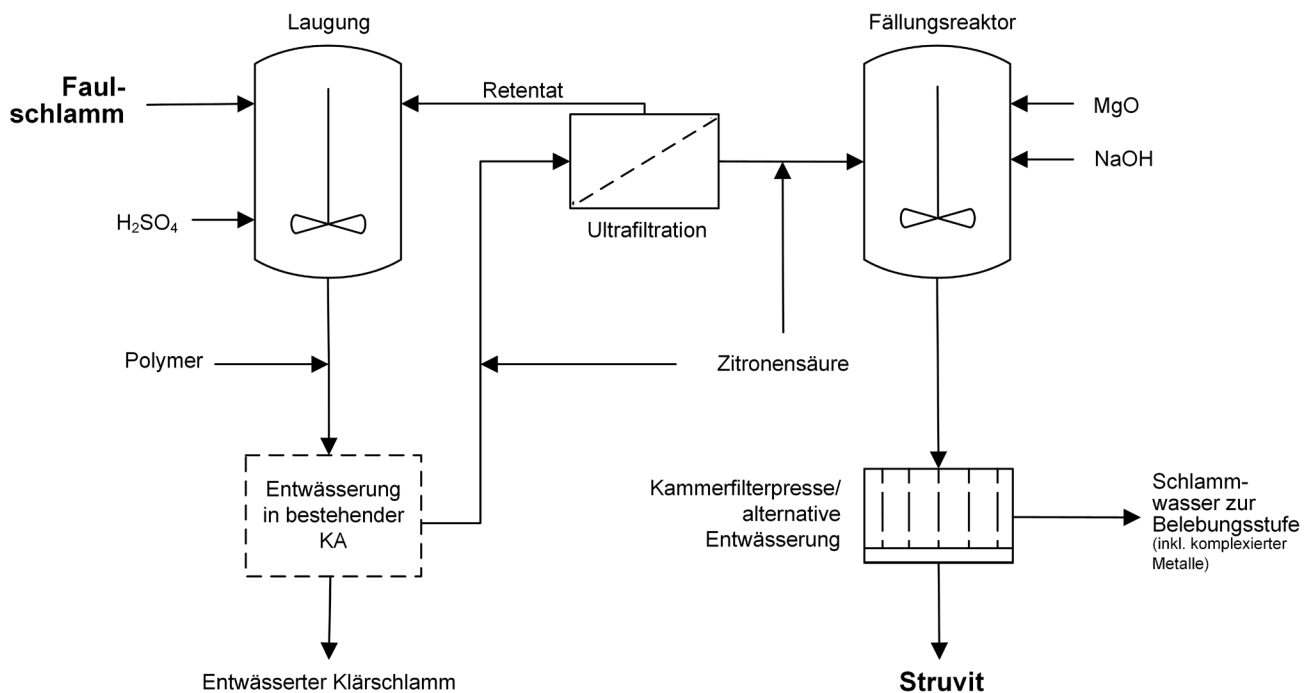 Laugung
Fällungsreaktor
Faul-
schlamm
Retentat
MgO
NaOH
H₂SO₄
Ultrafiltration
Polymer
Zitronensäure
Entwässerung
in bestehender
KA
Kammerfilterpresse/
alternative
Entwässerung
Schlamm-
wasser zur
Belebungsstufe
(inkl. komplexierter
Metalle)
Entwässerter Klärschlamm
Struvit